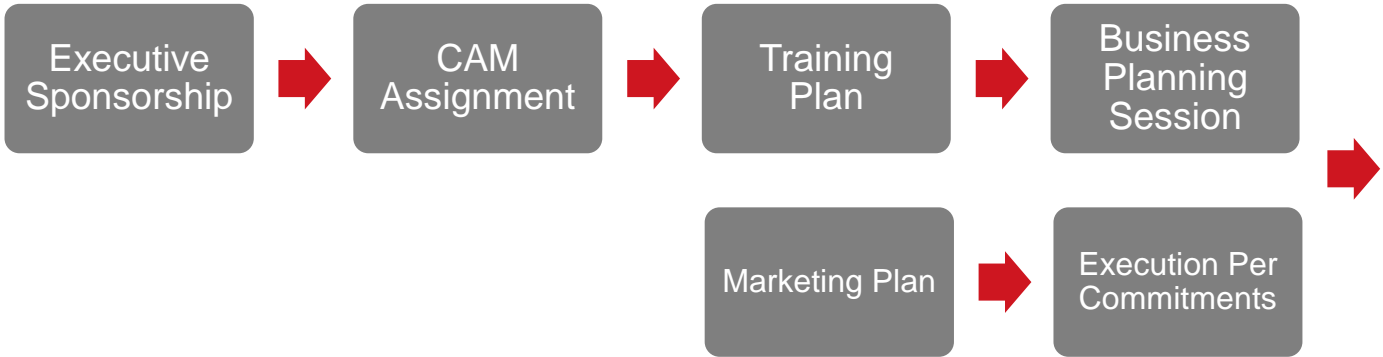 Executive
Sponsorship
CAM
Assignment
Training
Plan
Business
Planning
Session
Marketing Plan
Execution Per
Commitments